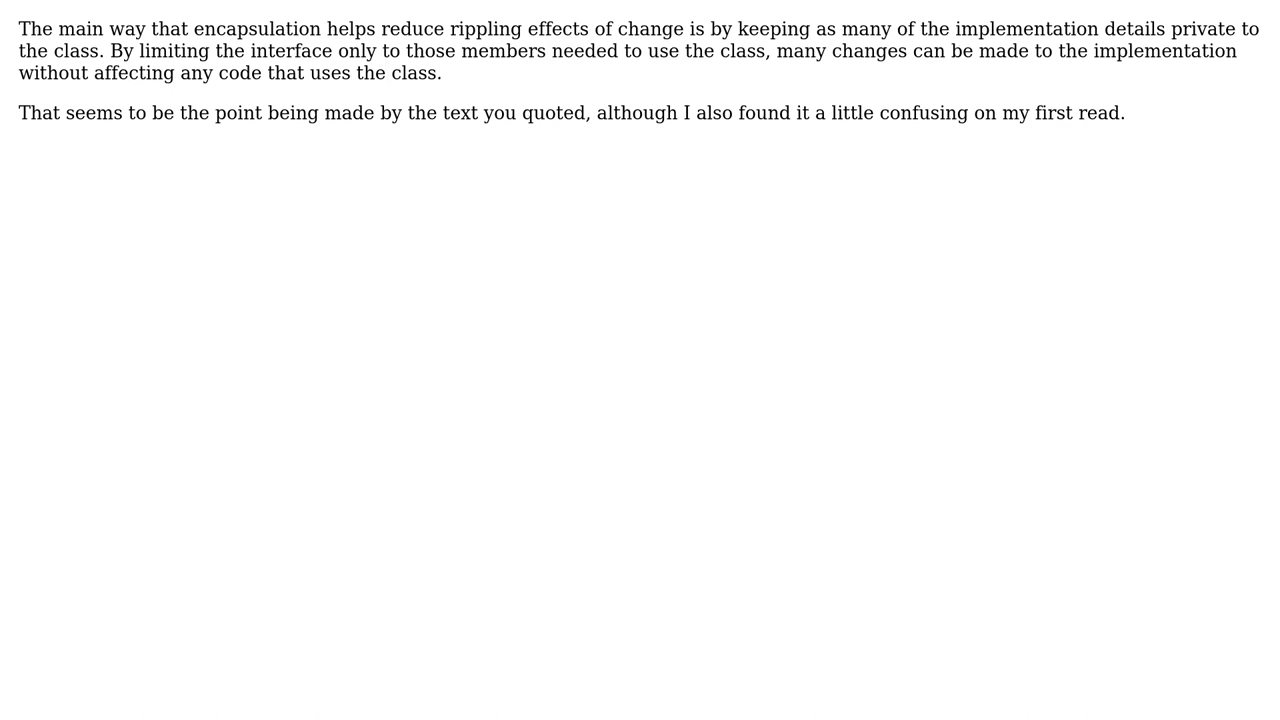 The main way that encapsulation helps reduce rippling effects of change is by keeping as many of the implementation details private to
the class. By limiting the interface only to those members needed to use the class, many changes can be made to the implementation
without affecting any code that uses the class.
That seems to be the point being made by the text you quoted, although I also found it a little confusing on my first read.